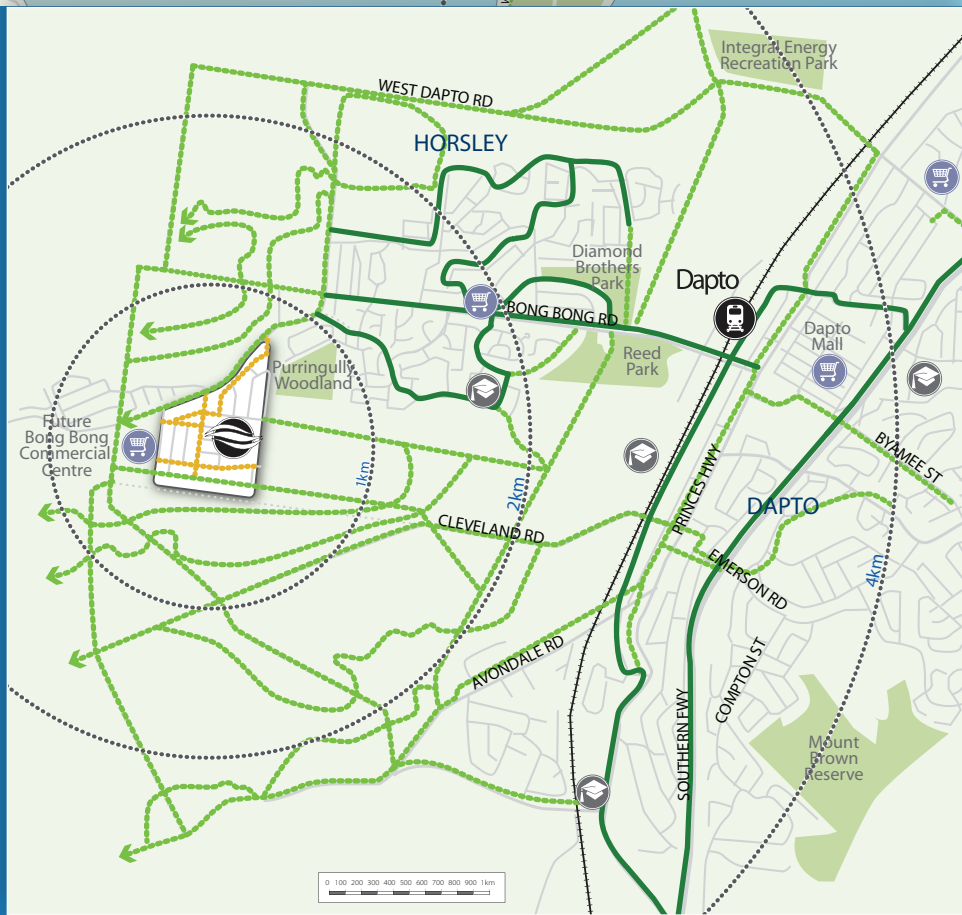 Integral Energy
Recreation Park
WEST DAPTO RD
HORSLEY
Diamond
Brothers
Park
Dapto
BONG BONG RD
Dapto
Mall
Purringully
Woodland
Reed
Park
Future
Bong Bong
Commercial
Centre
1km
2km
BYAMEE ST
PRINCES HWY
DAPTO
CLEVELAND RD
EMERSON RD
4km
AVONDALE RD
COMPTON ST
SOUTHERN FWY
Mount
Brown
Reserve
0 100 200 300 400 500 600 700 800 900 1km